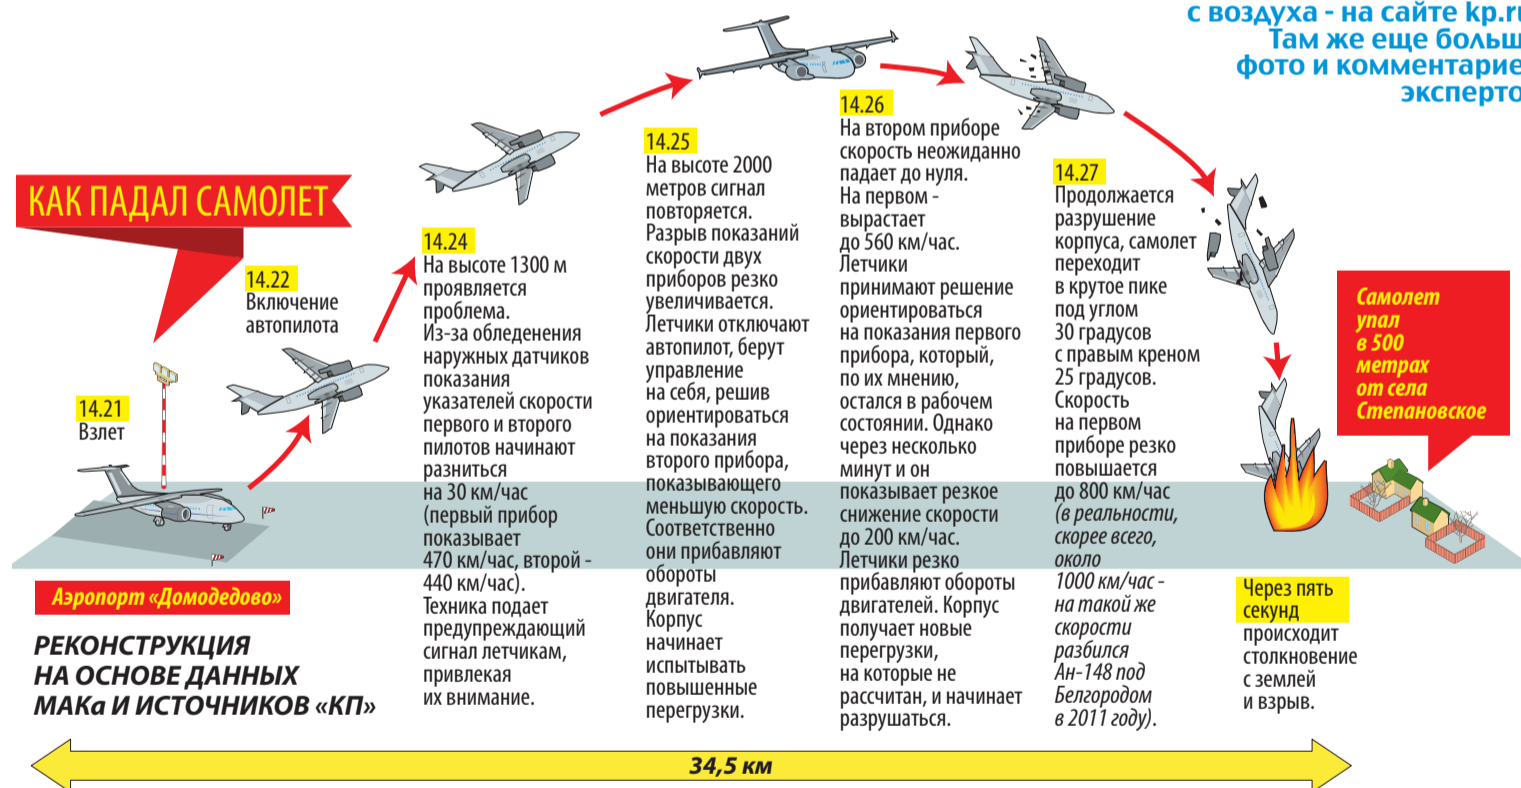 с воздуха - на сайте kp.ru
Там же еще больш
фото и комментарие
эксперто
КАК ПАДАЛ САМОЛЕТ
14.21
Взлет
14.22
Включение
автопилота
14.24
На высоте 1300 м
проявляется
проблема.
Из-за обледенения
наружных датчиков
показания
указателей скорости
первого и второго
пилотов начинают
разниться
на 30 км/час
(первый прибор
показывает
470 км/час, второй -
440 км/час).
Техника подает
предупреждающий
сигнал летчикам,
привлекая
их внимание.
14.25
На высоте 2000
метров сигнал
повторяется.
Разрыв показаний
скорости двух
приборов резко
увеличивается.
Летчики отключают
автопилот, берут
управление
на себя, решив
ориентироваться
на показания
второго прибора,
показывающего
меньшую скорость.
Соответственно
они прибавляют
обороты
двигателя.
Корпус
начинает
испытывать
повышенные
перегрузки.
14.26
На втором приборе
скорость неожиданно
падает до нуля.
На первом -
вырастает
до 560 км/час.
Летчики
принимают решение
ориентироваться
на показания первого
прибора, который,
по их мнению,
остался в рабочем
состоянии. Однако
через несколько
минут и он
показывает резкое
снижение скорости
до 200 км/час.
Летчики резко
прибавляют обороты
двигателей. Корпус
получает новые
перегрузки,
на которые не
рассчитан, и начинает
разрушаться.
14.27
Продолжается
разрушение
корпуса, самолет
переходит
в крутое пике
под углом
30 градусов
с правым креном
25 градусов.
Скорость
на первом
приборе резко
повышается
до 800 км/час
(в реальности,
скорее всего,
около
1000 км/час -
на такой же
скорости
разбился
Ан-148 под
Белгородом
в 2011 году).
Через пять
секунд
происходит
столкновение
с землей
и взрыв.
Самолет
упал
в 500
метрах
от села
Степановское
Аэропорт «Домодедово»
РЕКОНСТРУКЦИЯ
НА ОСНОВЕ ДАННЫХ
МАКа И ИСТОЧНИКОВ «КП»
34,5 км